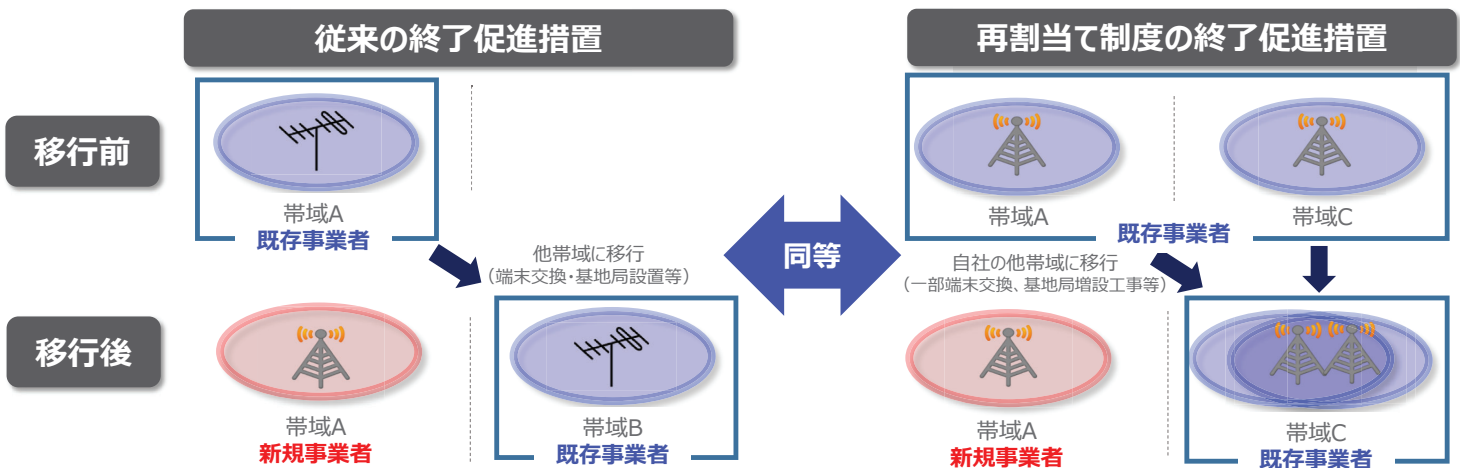 従来の終了促進措置
再割当て制度の終了促進措置
移行前
帯域A
既存事業者
帯域A
帯域C
既存事業者
他帯域に移行
（端末交換・基地局設置等）
同等
自社の他帯域に移行
（一部端末交換、基地局増設工事等）
移行後
帯域A
新規事業者
帯域B
既存事業者
帯域A
新規事業者
帯域C
既存事業者